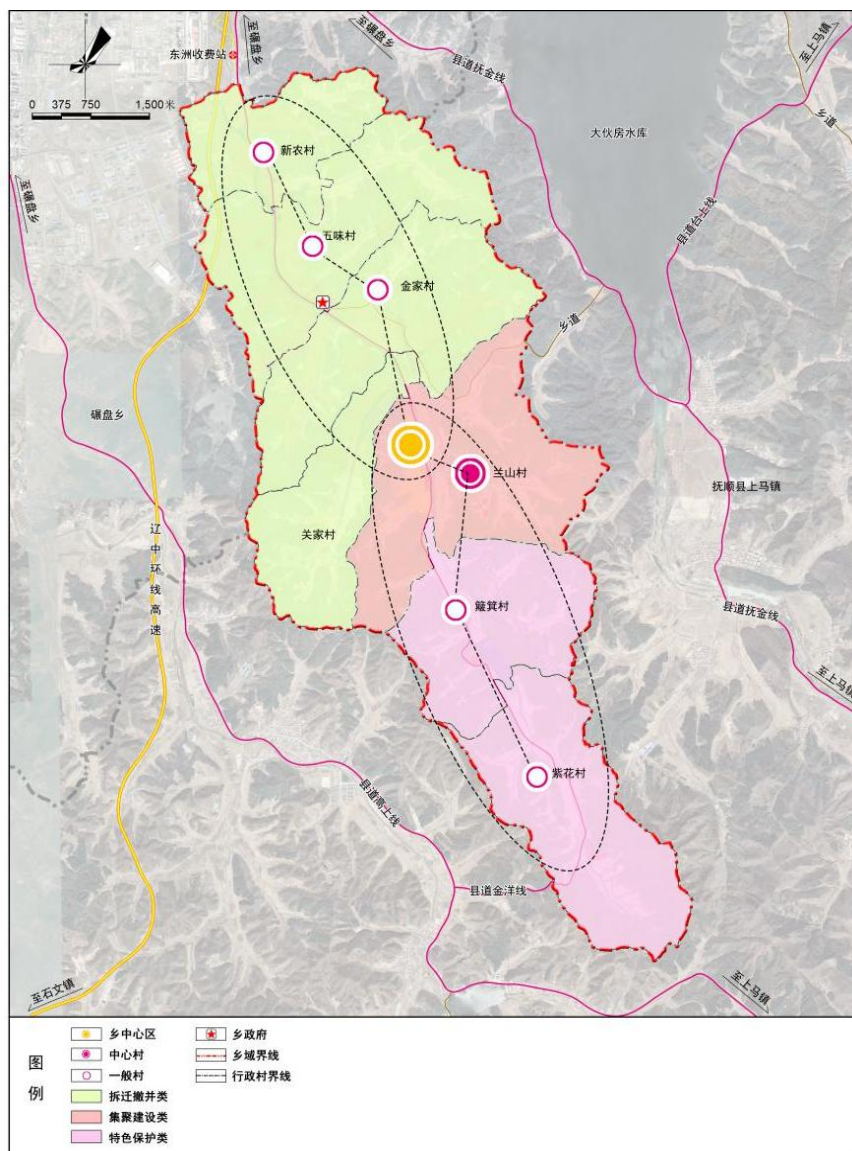 至碾盘乡
至碾盘乡
至上马镇
东洲收费站
县道抚金线
乡道
0 375 750 1,500 米
大伙房水库
新农村
至碾盘乡
县道台上线
五味村
金家村
乡道
碾盘乡
兰山村
抚顺县上马镇
关家村
辽中环线高速
簸箕村
县道抚金线
至上马镇
紫花村
县道高上线
县道金洋线
至石文镇
至上马镇
图例
乡中心区
乡政府
中心村
乡域界线
一般村
行政村界线
拆迁撤并类
集聚建设类
特色保护类